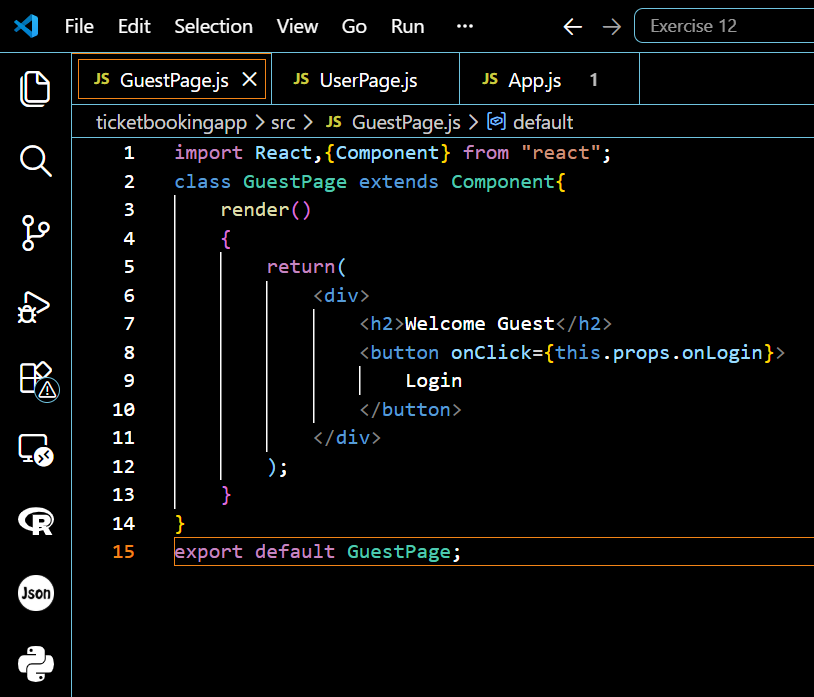 File Edit Selection View Go Run ··· Exercise 12
JS GuestPage.js JS UserPage.js JS App.js 1
ticketbookingapp > src > JS GuestPage.js > default
1 import React,{Component} from "react";
2 class GuestPage extends Component{
3 render()
4 {
5 return(
6 <div>
7 <h2>Welcome Guest</h2>
8 <button onClick={this.props.onLogin}>
9 Login
10 </button>
11 </div>
12 );
13 }
14 }
15 export default GuestPage;
R
Json